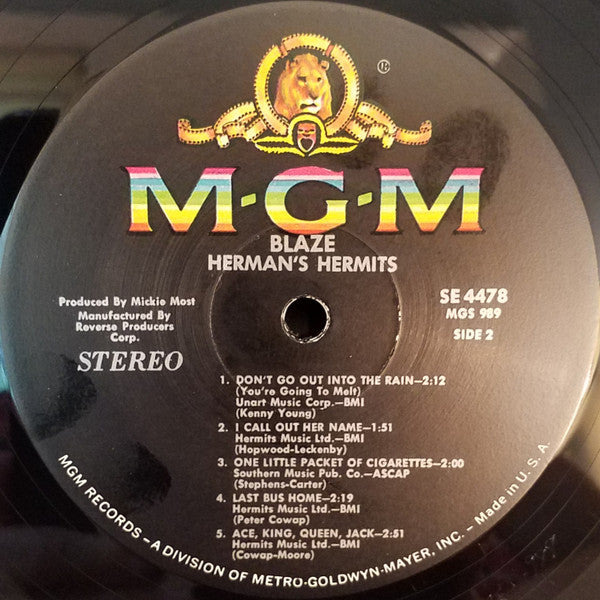 ®
M·G·M
BLAZE
HERMAN'S HERMITS
Produced By Mickie Most
Manufactured By
Reverse Producers
Corp.
STEREO
SE 4478
MGS 989
SIDE 2
1. DON'T GO OUT INTO THE RAIN—2:12
(You're Going To Melt)
Unart Music Corp.—BMI
(Kenny Young)
2. I CALL OUT HER NAME—1:51
Hermits Music Ltd.—BMI
(Hopwood-Leckenby)
3. ONE LITTLE PACKET OF CIGARETTES—2:00
Southern Music Pub. Co.—ASCAP
(Stephens-Carter)
4. LAST BUS HOME—2:19
Hermits Music Ltd.—BMI
(Peter Cowap)
5. ACE, KING, QUEEN, JACK—2:51
Hermits Music Ltd.—BMI
(Cowap-Moore)
MGM RECORDS – A DIVISION OF METRO-GOLDWYN-MAYER, INC. – Made in U. S. A.